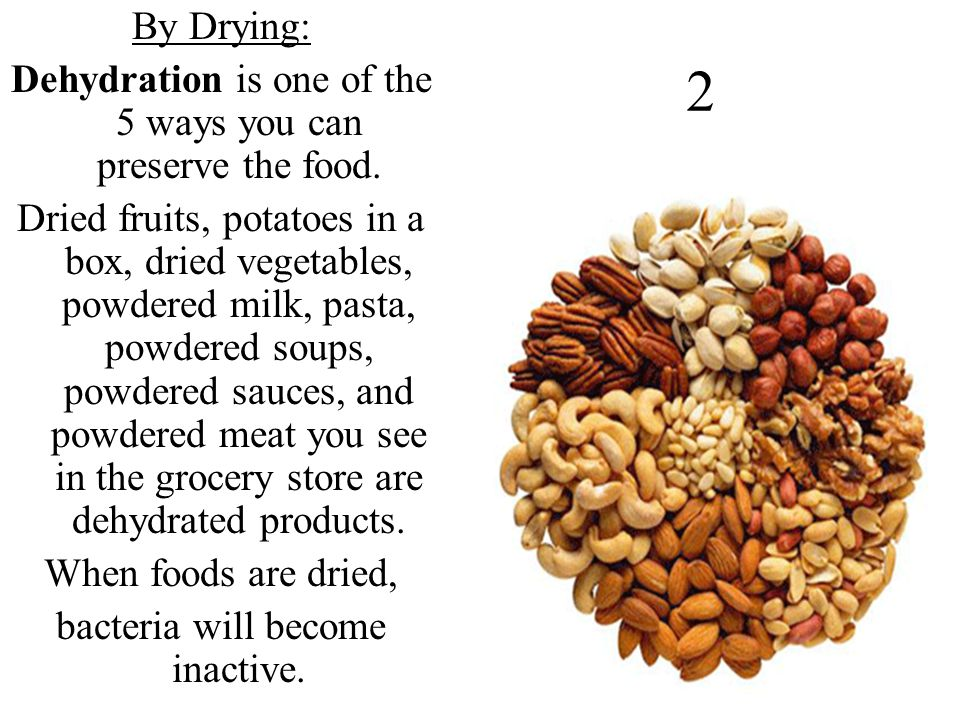 By Drying:
Dehydration is one of the
5 ways you can
preserve the food.
Dried fruits, potatoes in a
box, dried vegetables,
powdered milk, pasta,
powdered soups,
powdered sauces, and
powdered meat you see
in the grocery store are
dehydrated products.
When foods are dried,
bacteria will become
inactive.
2